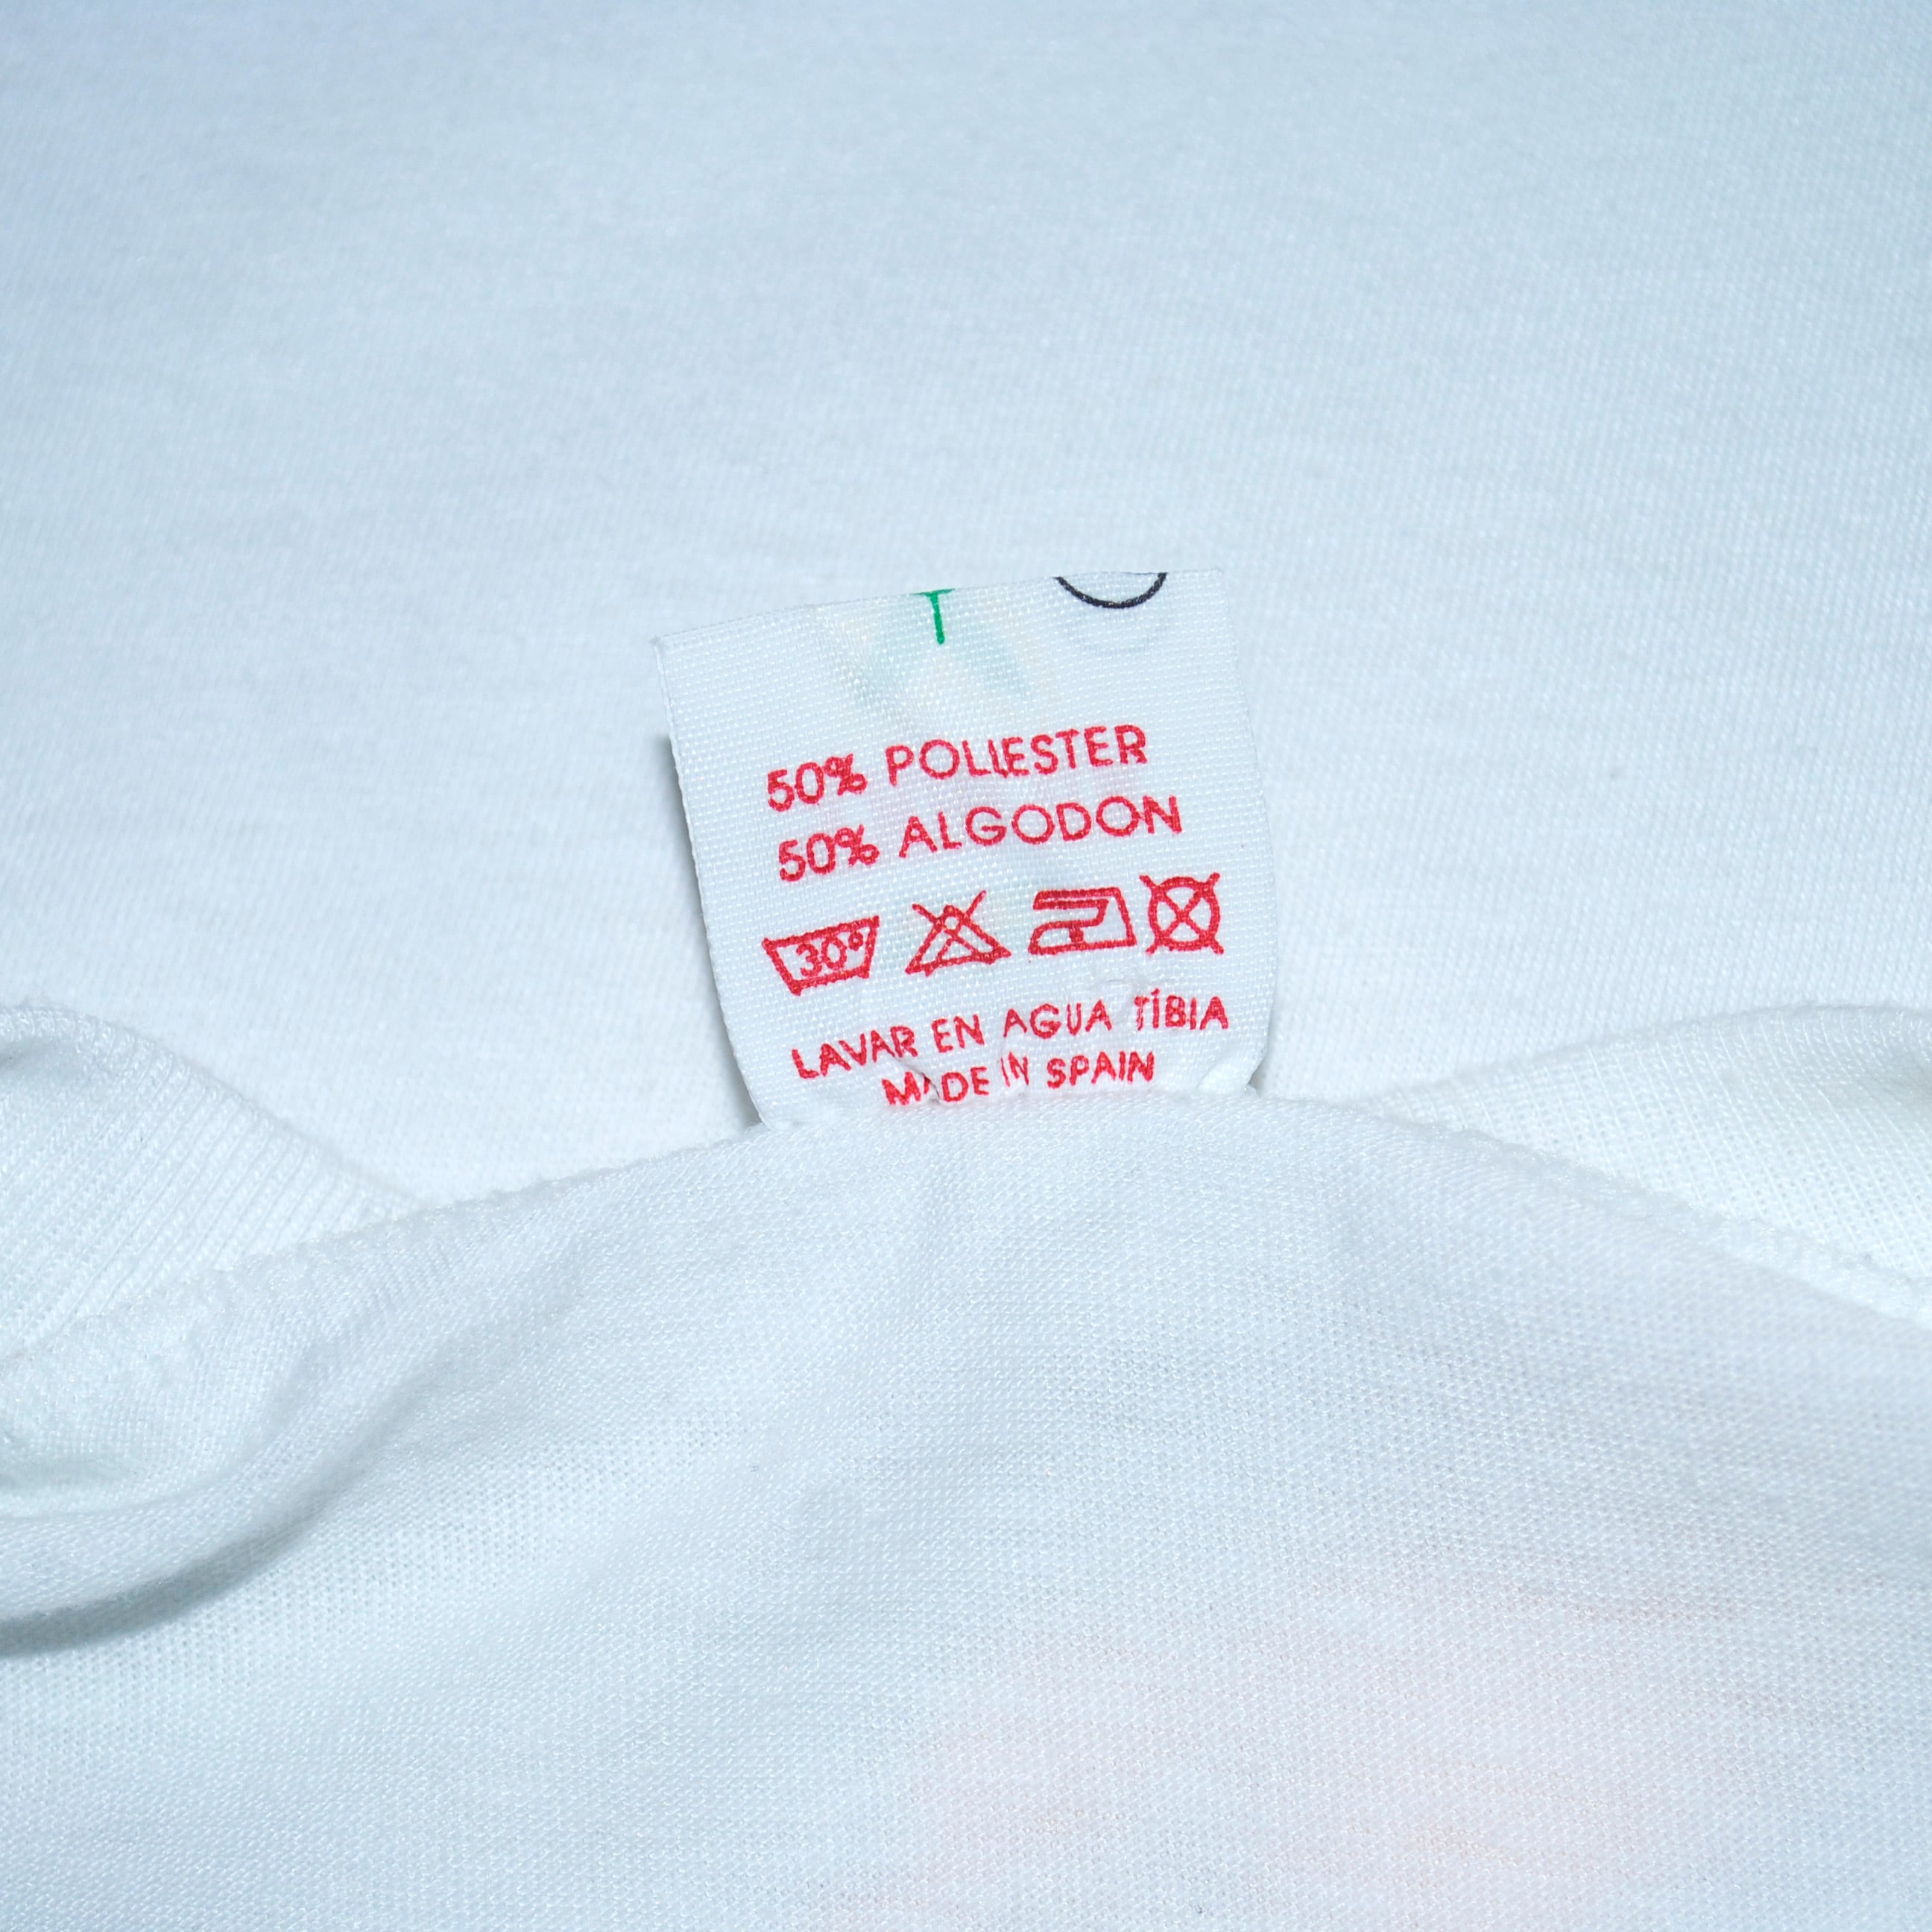 50% POLIESTER
50% ALGODON
30°
LAVAR EN AGUA TÍBIA
MADE IN SPAIN